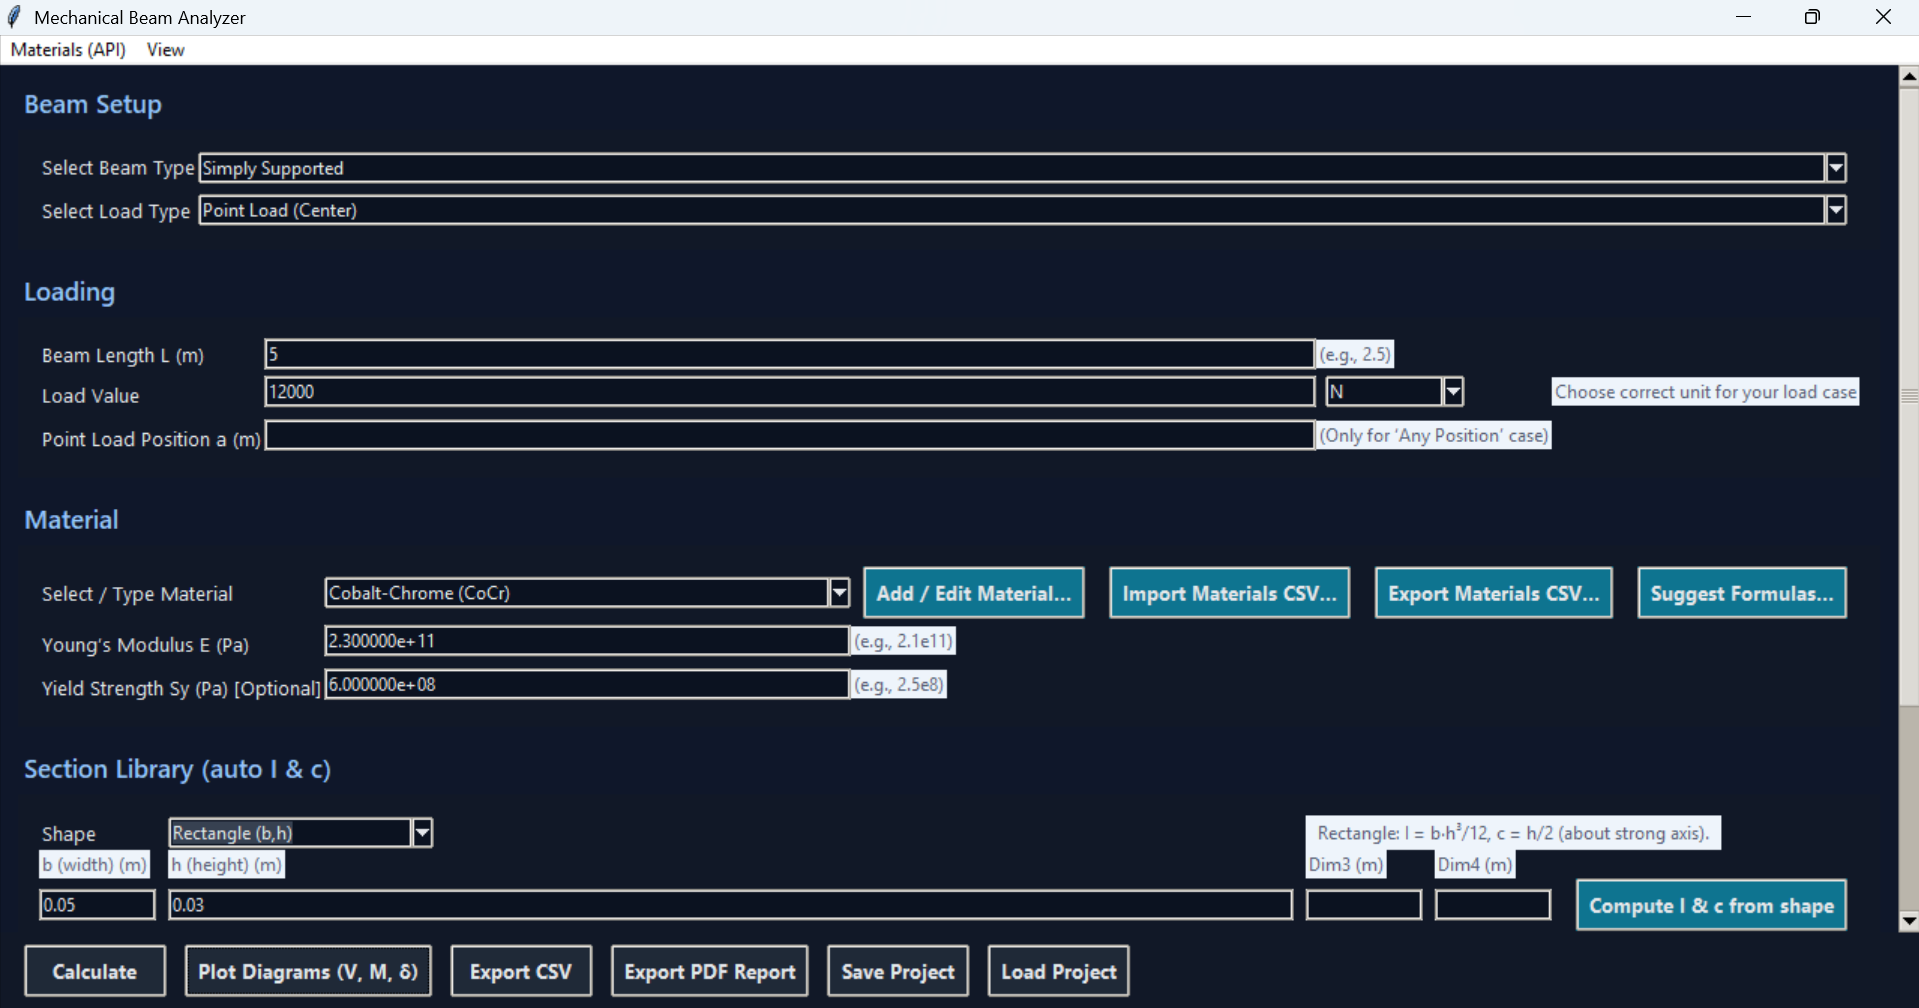 Mechanical Beam Analyzer
Materials (API) View
Beam Setup
Select Beam Type Simply Supported
Select Load Type Point Load (Center)
Loading
Beam Length L (m) 5 (e.g., 2.5)
Load Value 12000 N Choose correct unit for your load case
Point Load Position a (m) (Only for 'Any Position' case)
Material
Select / Type Material Cobalt-Chrome (CoCr) Add / Edit Material... Import Materials CSV... Export Materials CSV... Suggest Formulas...
Young's Modulus E (Pa) 2.300000e+11 (e.g., 2.1e11)
Yield Strength Sy (Pa) [Optional] 6.000000e+08 (e.g., 2.5e8)
Section Library (auto I & c)
Shape Rectangle (b,h) Rectangle: I = b·h³/12, c = h/2 (about strong axis).
b (width) (m) h (height) (m) Dim3 (m) Dim4 (m)
0.05 0.03 Compute I & c from shape
Calculate Plot Diagrams (V, M, δ) Export CSV Export PDF Report Save Project Load Project